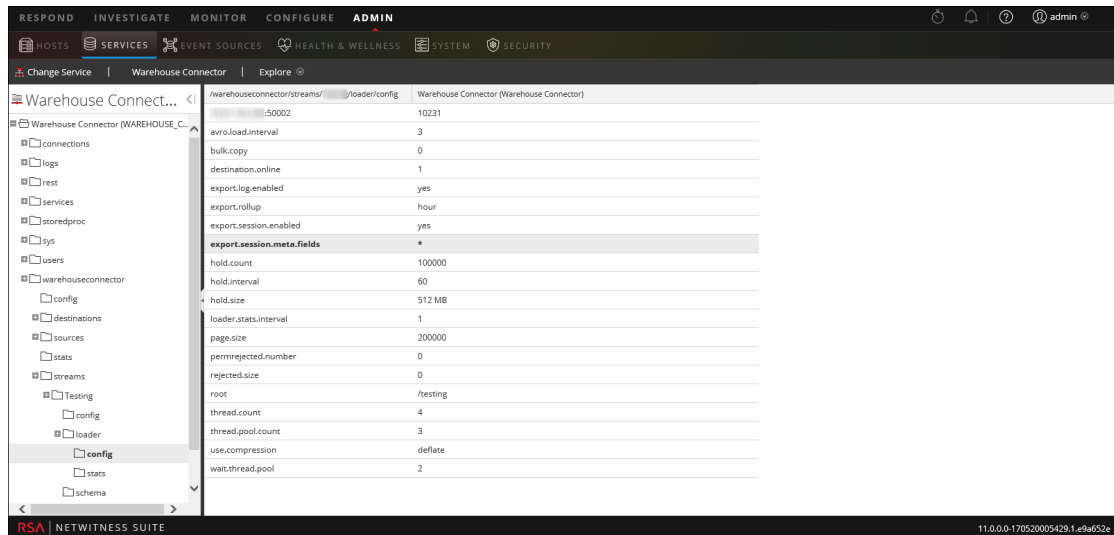 RESPOND INVESTIGATE MONITOR CONFIGURE ADMIN admin
HOSTS SERVICES EVENT SOURCES HEALTH & WELLNESS SYSTEM SECURITY
Change Service | Warehouse Connector | Explore
Warehouse Connect...
Warehouse Connector (WAREHOUSE_C...
connections
logs
rest
services
storedproc
sys
users
warehouseconnector
config
destinations
sources
stats
streams
Testing
config
loader
config
stats
schema
/warehouseconnector/streams/ /loader/config Warehouse Connector (Warehouse Connector)
:50002 10231
avro.load.interval 3
bulk.copy 0
destination.online 1
export.log.enabled yes
export.rollup hour
export.session.enabled yes
export.session.meta.fields *
hold.count 100000
hold.interval 60
hold.size 512 MB
loader.stats.interval 1
page.size 200000
permrejected.number 0
rejected.size 0
root /testing
thread.count 4
thread.pool.count 3
use.compression deflate
wait.thread.pool 2
RSA | NETWITNESS SUITE 11.0.0.0-170520005429.1.e9a652e